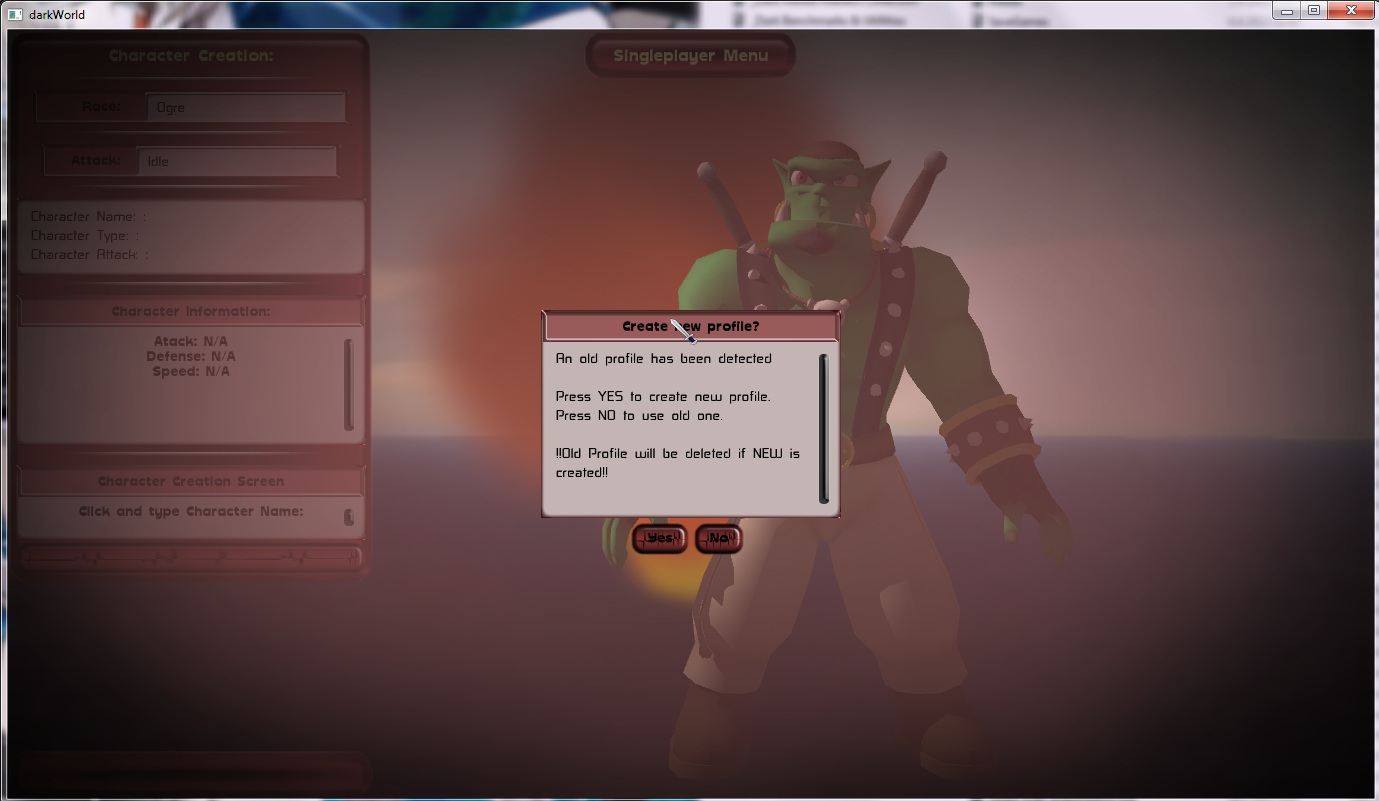 darkWorld
Singleplayer Menu
Character Creation:
Race: Ogre
Attack: Idle
Character Name: :
Character Type: :
Character Attack: :
Character Information:
Atack: N/A
Defense: N/A
Speed: N/A
Character Creation Screen
Click and type Character Name:
Create new profile?
An old profile has been detected
Press YES to create new profile.
Press NO to use old one.
!!Old Profile will be deleted if NEW is
created!!
Yes No